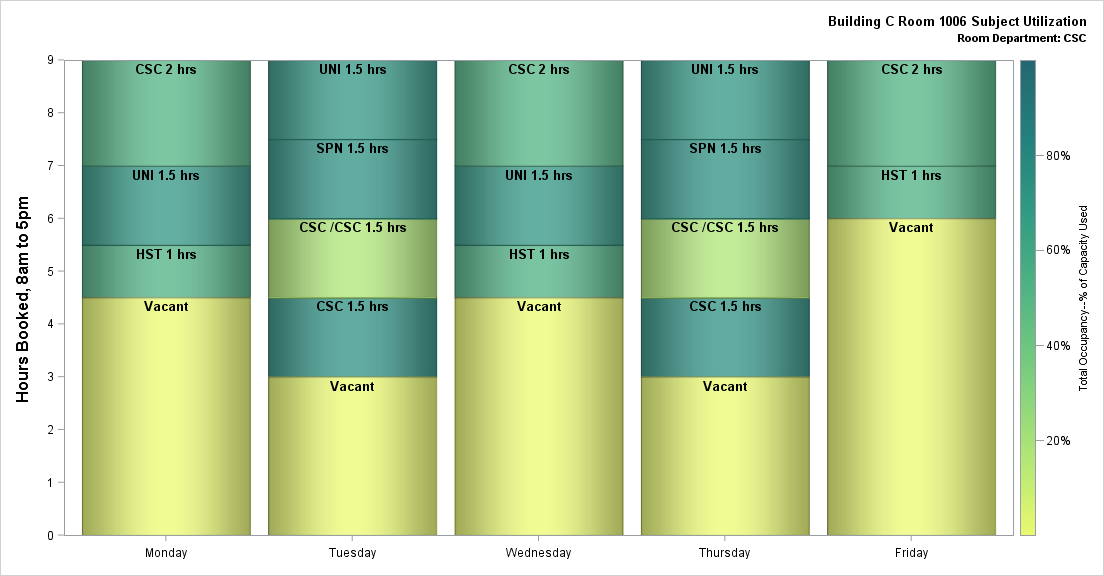 Building C Room 1006 Subject Utilization
Room Department: CSC
Hours Booked, 8am to 5pm
9
8
7
6
5
4
3
2
1
0
CSC 2 hrs
UNI 1.5 hrs
HST 1 hrs
Vacant
UNI 1.5 hrs
SPN 1.5 hrs
CSC /CSC 1.5 hrs
CSC 1.5 hrs
Vacant
CSC 2 hrs
UNI 1.5 hrs
HST 1 hrs
Vacant
UNI 1.5 hrs
SPN 1.5 hrs
CSC /CSC 1.5 hrs
CSC 1.5 hrs
Vacant
CSC 2 hrs
HST 1 hrs
Vacant
Monday
Tuesday
Wednesday
Thursday
Friday
80%
60%
40%
20%
Total Occupancy--% of Capacity Used